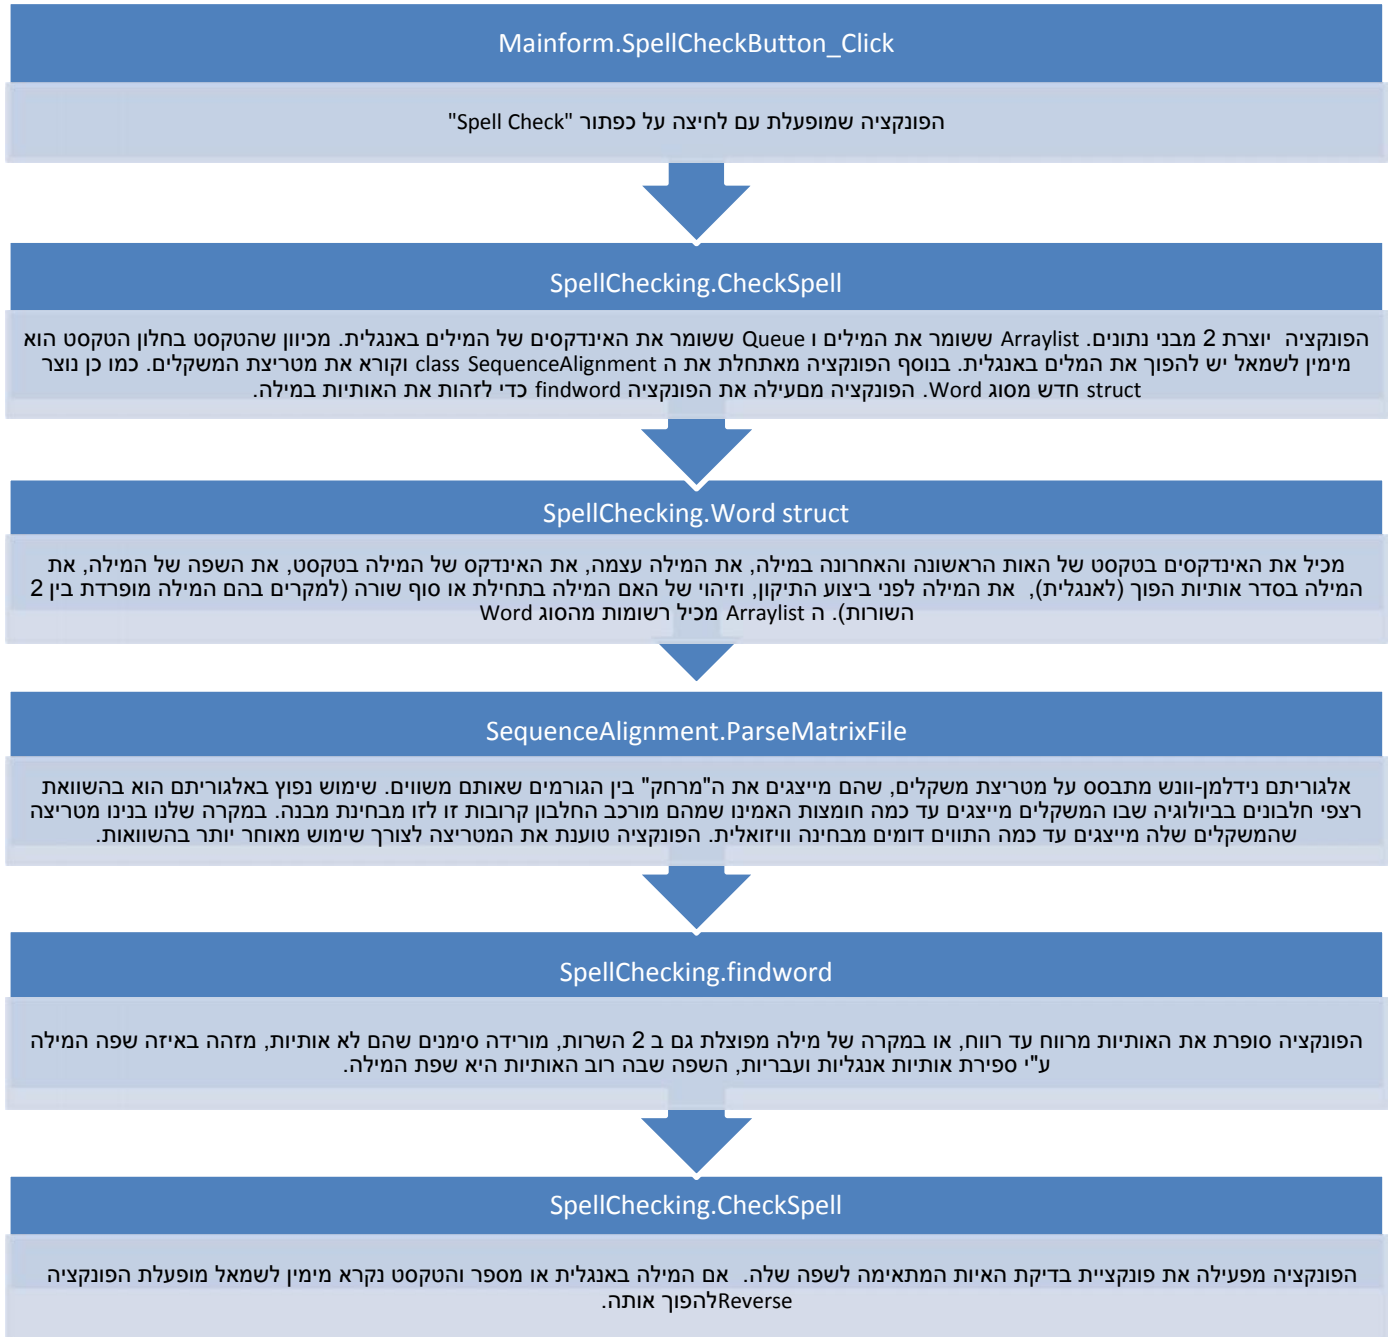 Mainform.SpellCheckButton_Click
הפונקציה שמופעלת עם לחיצה על כפתור "Spell Check"
SpellChecking.CheckSpell
הפונקציה יוצרת 2 מבני נתונים. Arraylist ששומר את המילים ו Queue ששומר את האינדקסים של המילים באנגלית. מכיוון שהטקסט בחלון הטקסט הוא
מימין לשמאל יש להפוך את המלים באנגלית. בנוסף הפונקציה מאתחלת את ה class SequenceAlignment וקורא את מטריצת המשקלים. כמו כן נוצר
struct חדש מסוג Word. הפונקציה מםעילה את הפונקציה findword כדי לזהות את האותיות במילה.
SpellChecking.Word struct
מכיל את האינדקסים בטקסט של האות הראשונה והאחרונה במילה, את המילה עצמה, את האינדקס של המילה בטקסט, את השפה של המילה, את
המילה בסדר אותיות הפוך (לאנגלית), את המילה לפני ביצוע התיקון, וזיהוי של האם המילה בתחילת או סוף שורה (למקרים בהם המילה מופרדת בין 2
השורות). ה Arraylist מכיל רשומות מהסוג Word
SequenceAlignment.ParseMatrixFile
אלגוריתם נידלמן-וונש מתבסס על מטריצת משקלים, שהם מייצגים את ה"מרחק" בין הגורמים שאותם משווים. שימוש נפוץ באלגוריתם הוא בהשוואת
רצפי חלבונים בביולוגיה שבו המשקלים מייצגים עד כמה חומצות האמינו שמהם מורכב החלבון קרובות זו לזו מבחינת מבנה. במקרה שלנו בנינו מטריצה
שהמשקלים שלה מייצגים עד כמה התווים דומים מבחינה וויזואלית. הפונקציה טוענת את המטריצה לצורך שימוש מאוחר יותר בהשוואות.
SpellChecking.findword
הפונקציה סופרת את האותיות מרווח עד רווח, או במקרה של מילה מפוצלת גם ב 2 השרות, מורידה סימנים שהם לא אותיות, מזהה באיזה שפה המילה
ע"י ספירת אותיות אנגליות ועבריות, השפה שבה רוב האותיות היא שפת המילה.
SpellChecking.CheckSpell
הפונקציה מפעילה את פונקציית בדיקת האיות המתאימה לשפה שלה. אם המילה באנגלית או מספר והטקסט נקרא מימין לשמאל מופעלת הפונקציה
Reverseלהפוך אותה.